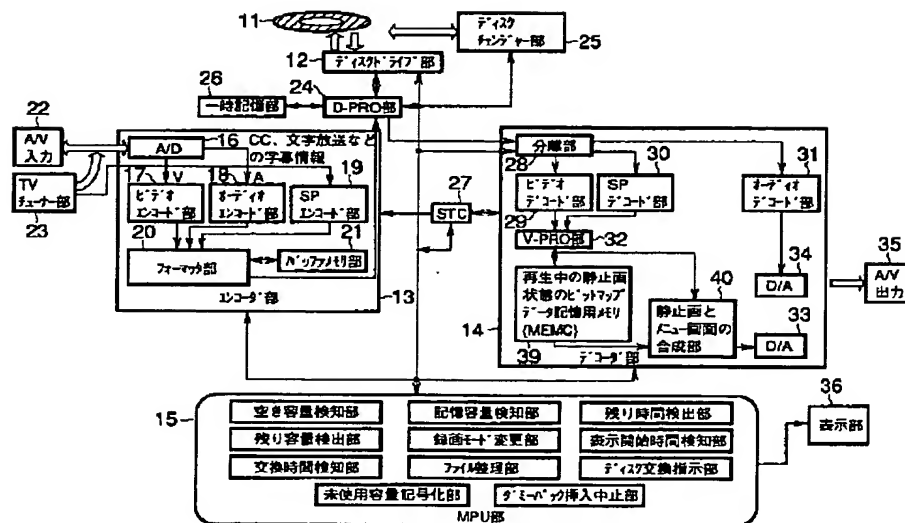 11
ディスク
チェンジャー部
25
12
ディスクドライブ部
26
一時記憶部
24
D-PRO部
22
A/V
入力
16
A/D
CC、文字放送など
の字幕情報
TV
チューナー部
23
17
V
18
A
19
ビデオ
エンコード部
オーディオ
エンコード部
SP
エンコード部
20
フォーマッタ部
21
バッファメモリ部
エンコーダ部
13
27
STC
分離部
28
30
31
ビデオ
デコード部
29
SP
デコード部
オーディオ
デコード部
V-PRO部
32
再生中の静止画
状態のビットマップ
データ記憶用メモリ
{MEMC}
39
40
静止画と
メニュー画面の
合成部
34
D/A
33
D/A
35
A/V
出力
14
デコーダ部
15
空き容量検知部
記憶容量検知部
残り時間検出部
残り容量検出部
録画モード変更部
表示開始時間検知部
交換時間検知部
ファイル整理部
ディスク交換指示部
未使用容量記号化部
ダミーパック挿入中止部
MPU部
36
表示部